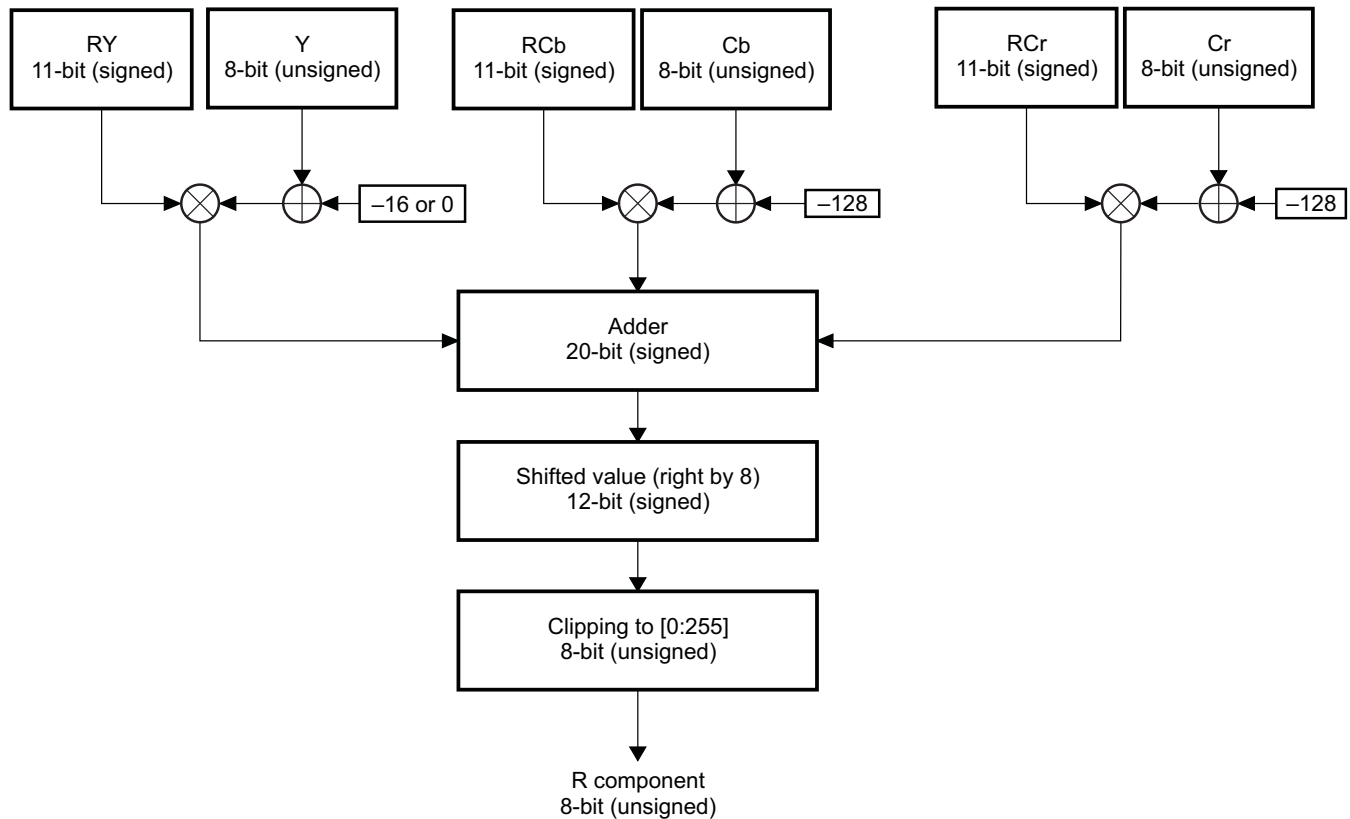 RY
11-bit (signed)
Y
8-bit (unsigned)
RCb
11-bit (signed)
Cb
8-bit (unsigned)
RCr
11-bit (signed)
Cr
8-bit (unsigned)
–16 or 0
–128
–128
Adder
20-bit (signed)
Shifted value (right by 8)
12-bit (signed)
Clipping to [0:255]
8-bit (unsigned)
R component
8-bit (unsigned)